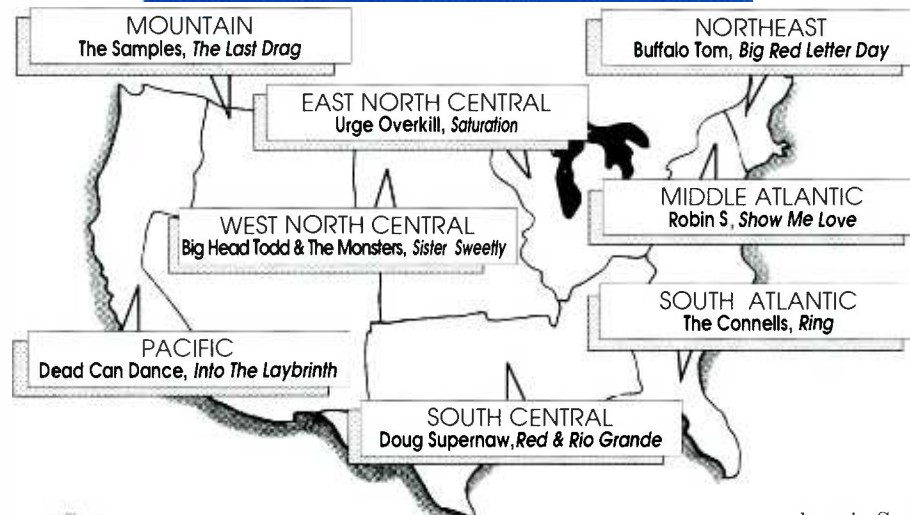 MOUNTAIN
The Samples, The Last Drag
NORTHEAST
Buffalo Tom, Big Red Letter Day
EAST NORTH CENTRAL
Urge Overkill, Saturation
MIDDLE ATLANTIC
Robin S, Show Me Love
WEST NORTH CENTRAL
Big Head Todd & The Monsters, Sister Sweetly
SOUTH ATLANTIC
The Connells, Ring
PACIFIC
Dead Can Dance, Into The Laybrinth
SOUTH CENTRAL
Doug Supernaw, Red & Rio Grande